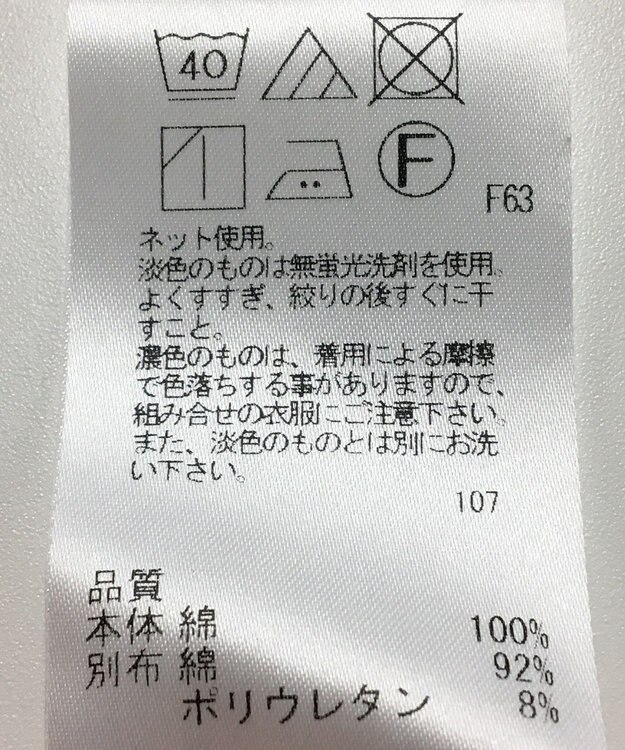 40
F
F63
ネット使用。
淡色のものは無蛍光洗剤を使用。
よくすすぎ、絞りの後すぐに干
すこと。
濃色のものは、着用による摩擦
で色落ちする事がありますので、
組み合せの衣服にご注意下さい。
また、淡色のものとは別にお洗
い下さい。
107
品質
本体 綿 100%
別布 綿 92%
ポリウレタン 8%